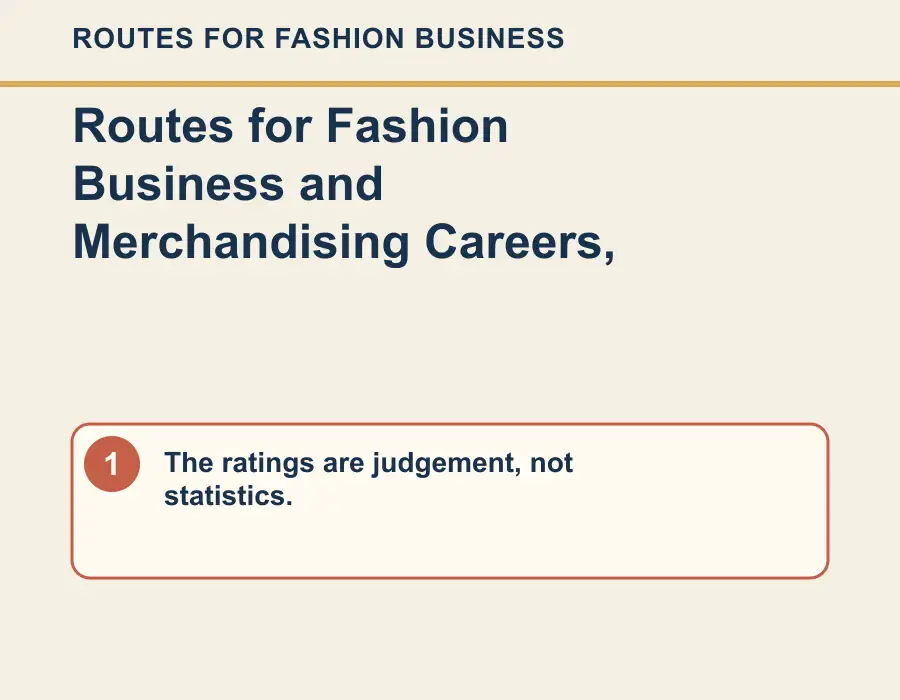 ROUTES FOR FASHION BUSINESS
Routes for Fashion
Business and
Merchandising Careers,
1
The ratings are judgement, not
statistics.